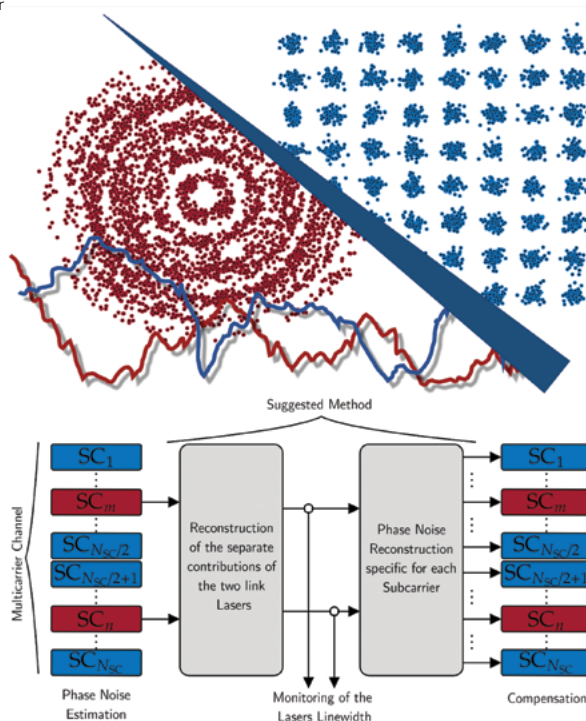 r
Suggested Method
Multicarrier Channel
SC1
SCm
SCNSC/2
SCNSC/2+1
SCn
SCNSC
Phase Noise
Estimation
Reconstruction
of the separate
contributions of
the two link
Lasers
Monitoring of the
Lasers Linewidth
Phase Noise
Reconstruction
specific for each
Subcarrier
SC1
SCm
SCNSC/2
SCNSC/2+1
SCn
SCNSC
Compensation